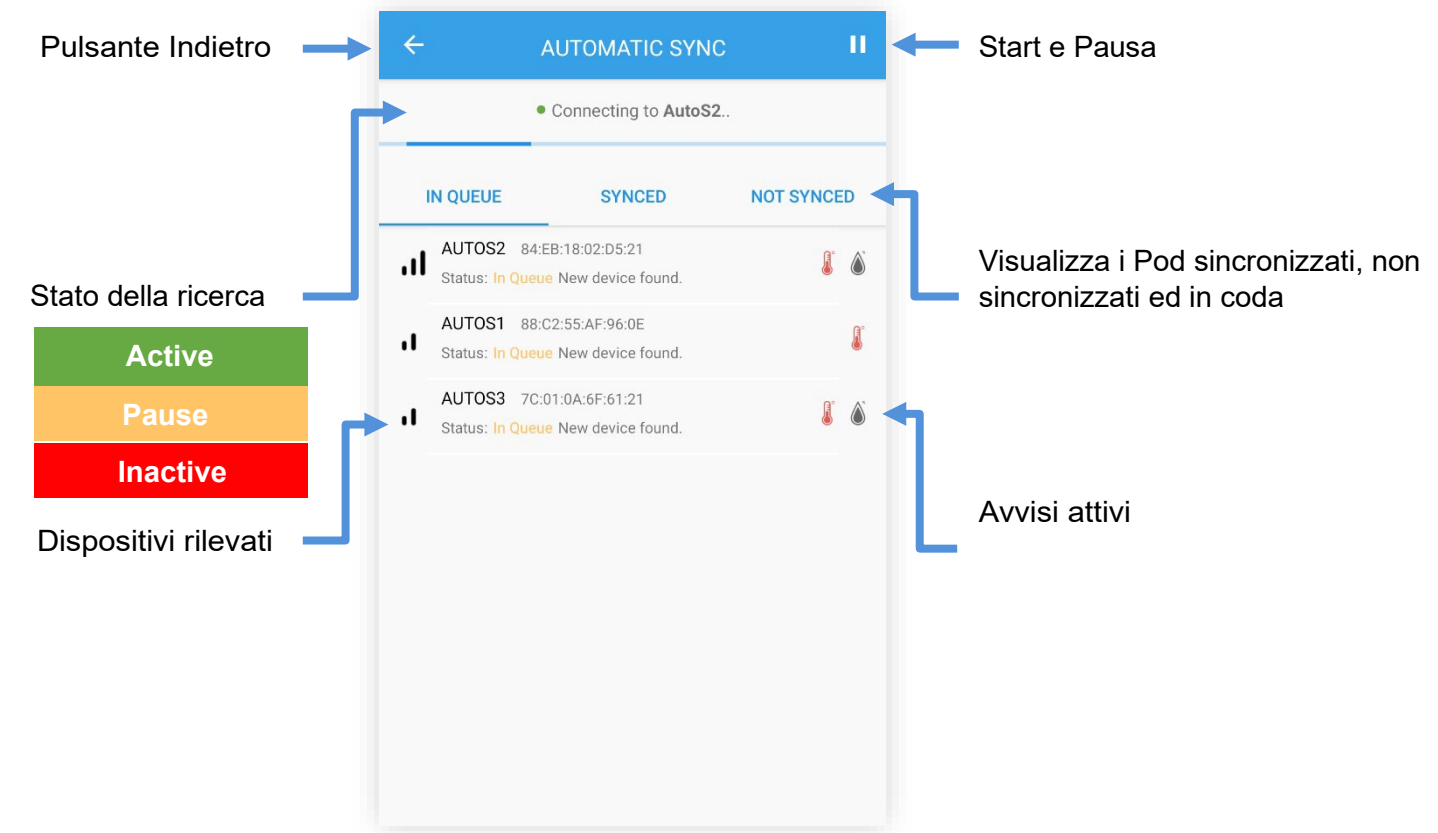 Pulsante Indietro
AUTOMATIC SYNC
Start e Pausa
Connecting to AutoS2..
IN QUEUE SYNCED NOT SYNCED
AUTOS2 84:EB:18:02:D5:21
Status: In Queue New device found.
Visualizza i Pod sincronizzati, non
sincronizzati ed in coda
Stato della ricerca
AUTOS1 88:C2:55:AF:96:0E
Status: In Queue New device found.
Active
Pause
Inactive
AUTOS3 7C:01:0A:6F:61:21
Status: In Queue New device found.
Avvisi attivi
Dispositivi rilevati